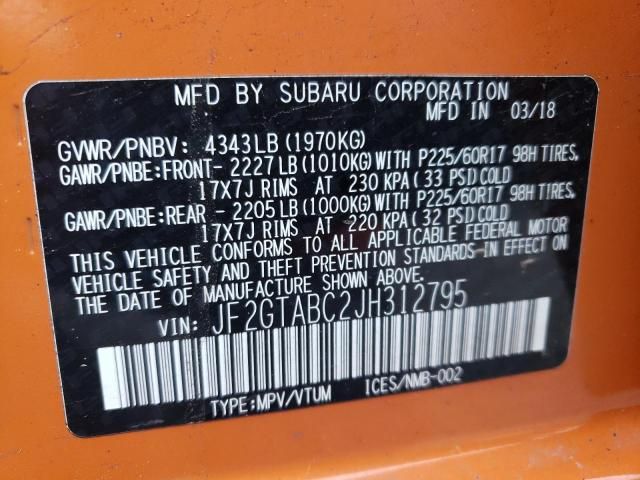 MFD BY SUBARU CORPORATION
MFD IN 03/18
GVWR/PNBV: 4343LB (1970KG)
GAWR/PNBE:FRONT- 2227LB (1010KG) WITH P225/60R17 98H TIRES,
17X7J RIMS AT 230 KPA (33 PSI) COLD
GAWR/PNBE:REAR - 2205LB (1000KG) WITH P225/60R17 98H TIRES,
17X7J RIMS AT 220 KPA (32 PSI) COLD
THIS VEHICLE CONFORMS TO ALL APPLICABLE FEDERAL MOTOR
VEHICLE SAFETY AND THEFT PREVENTION STANDARDS IN EFFECT ON
THE DATE OF MANUFACTURE SHOWN ABOVE.
VIN: JF2GTABC2JH312795
TYPE:MPV/VTUM ICES/NMB-002